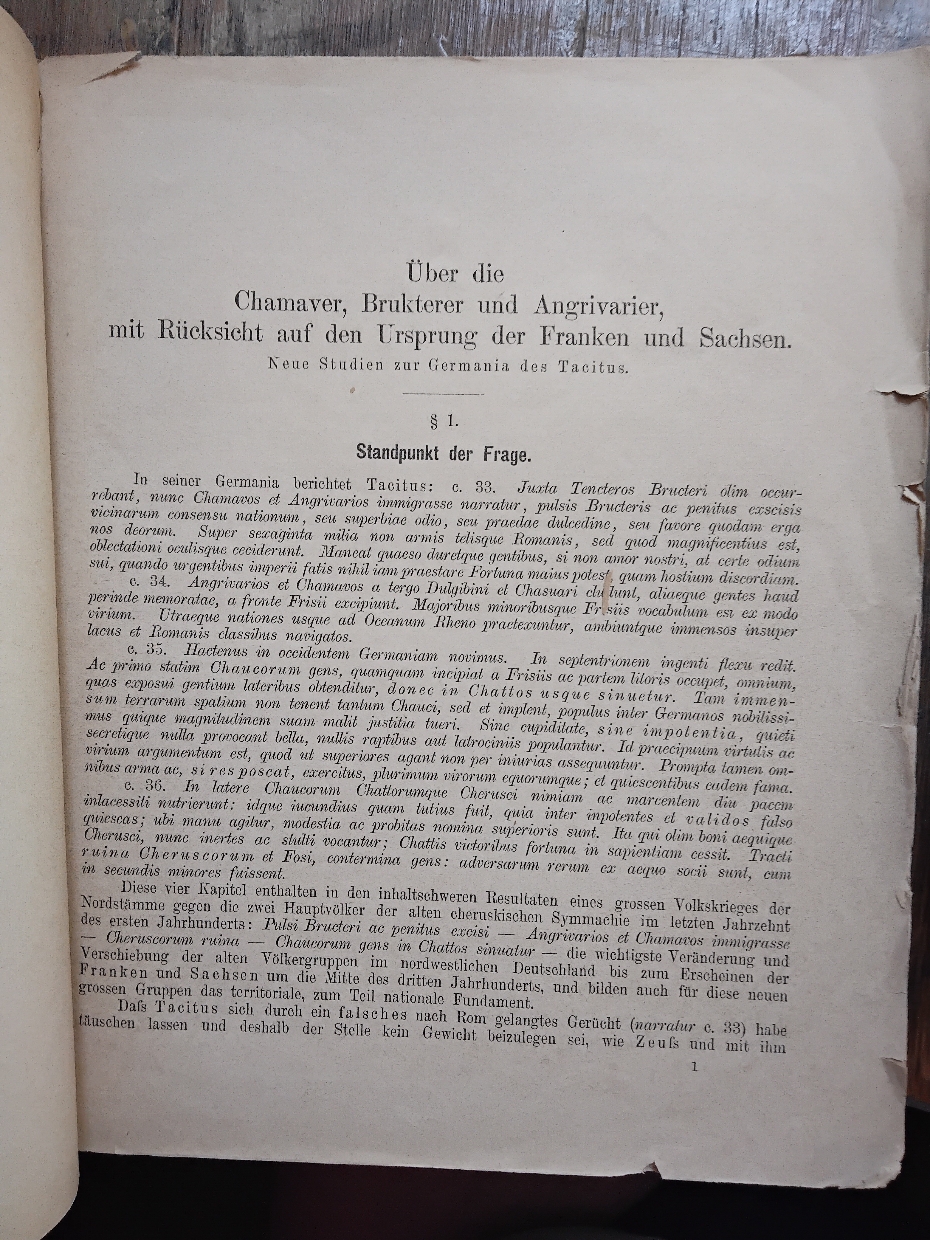 Über die
Chamaver, Brukterer und Angrivarier,
mit Rücksicht auf den Ursprung der Franken und Sachsen.
Neue Studien zur Germania des Tacitus.
§ 1.
Standpunkt der Frage.
In seiner Germania berichtet Tacitus: c. 33. Juxta Tencteros Bructeri olim occur-
rebant, nunc Chamavos et Angrivarios immigrasse narratur, pulsis Bructeris ac penitus exscisis
vicinarum consensu nationum, seu superbiae odio, seu praedae dulcedine, seu favore quodam erga
nos deorum. Super sexaginta milia non armis telisque Romanis, sed quod magnificentius est,
oblectationi oculisque ceciderunt. Maneat quaeso duretque gentibus, si non amor nostri, at certe odium
sui, quando urgentibus imperii fatis nihil iam praestare Fortuna maius potest, quam hostium discordiam.
c. 34. Angrivarios et Chamavos a tergo Dulgibini et Chasuari cludunt, aliaeque gentes haud
perinde memoratae, a fronte Frisii excipiunt. Majoribus minoribusque Frisiis vocabulum est ex modo
virium. Utraeque nationes usque ad Oceanum Rheno praetexuntur, ambiuntque immensos insuper
lacus et Romanis classibus navigatos.
c. 35. Hactenus in occidentem Germaniam novimus. In septentrionem ingenti flexu redit.
Ac primo statim Chaucorum gens, quamquam incipiat a Frisiis ac partem litoris occupet, omnium,
quas exposui gentium lateribus obtenditur, donec in Chattos usque sinuetur. Tam immen-
sum terrarum spatium non tenent tantum Chauci, sed et implent, populus inter Germanos nobilissi-
mus quique magnitudinem suam malit justitia tueri. Sine cupiditate, sine impotentia, quieti
secretique nulla provocant bella, nullis raptibus aut latrociniis populantur. Id praecipuum virtutis ac
virium argumentum est, quod ut superiores agant non per iniurias assequuntur. Prompta tamen om-
nibus arma ac, si res poscat, exercitus, plurimum virorum equorumque; et quiescentibus eadem fama.
c. 36. In latere Chaucorum Chattorumque Cherusci nimiam ac marcentem diu pacem
inlacessiti nutrierunt: idque iucundius quam tutius fuit, quia inter inpotentes et validos falso
quiescas; ubi manu agitur, modestia ac probitas nomina superioris sunt. Ita qui olim boni aequique
Cherusci, nunc inertes ac stulti vocantur; Chattis victoribus fortuna in sapientiam cessit. Tracti
ruina Cheruscorum et Fosi, contermina gens: adversarum rerum ex aequo socii sunt, cum
in secundis minores fuissent.
Diese vier Kapitel enthalten in den inhaltschweren Resultaten eines grossen Volkskrieges der
Nordstämme gegen die zwei Hauptvölker der alten cheruskischen Symmachie im letzten Jahrzehnt
des ersten Jahrhunderts: Pulsi Bructeri ac penitus excisi — Angrivarios et Chamavos immigrasse
— Cheruscorum ruina — Chaucorum gens in Chattos sinuatur — die wichtigste Veränderung und
Verschiebung der alten Völkergruppen im nordwestlichen Deutschland bis zum Erscheinen der
Franken und Sachsen um die Mitte des dritten Jahrhunderts, und bilden auch für diese neuen
grossen Gruppen das territoriale, zum Teil nationale Fundament.
Daſs Tacitus sich durch ein falsches nach Rom gelangtes Gerücht (narratur c. 33) habe
täuschen lassen und deshalb der Stelle kein Gewicht beizulegen sei, wie Zeuſs und mit ihm
1